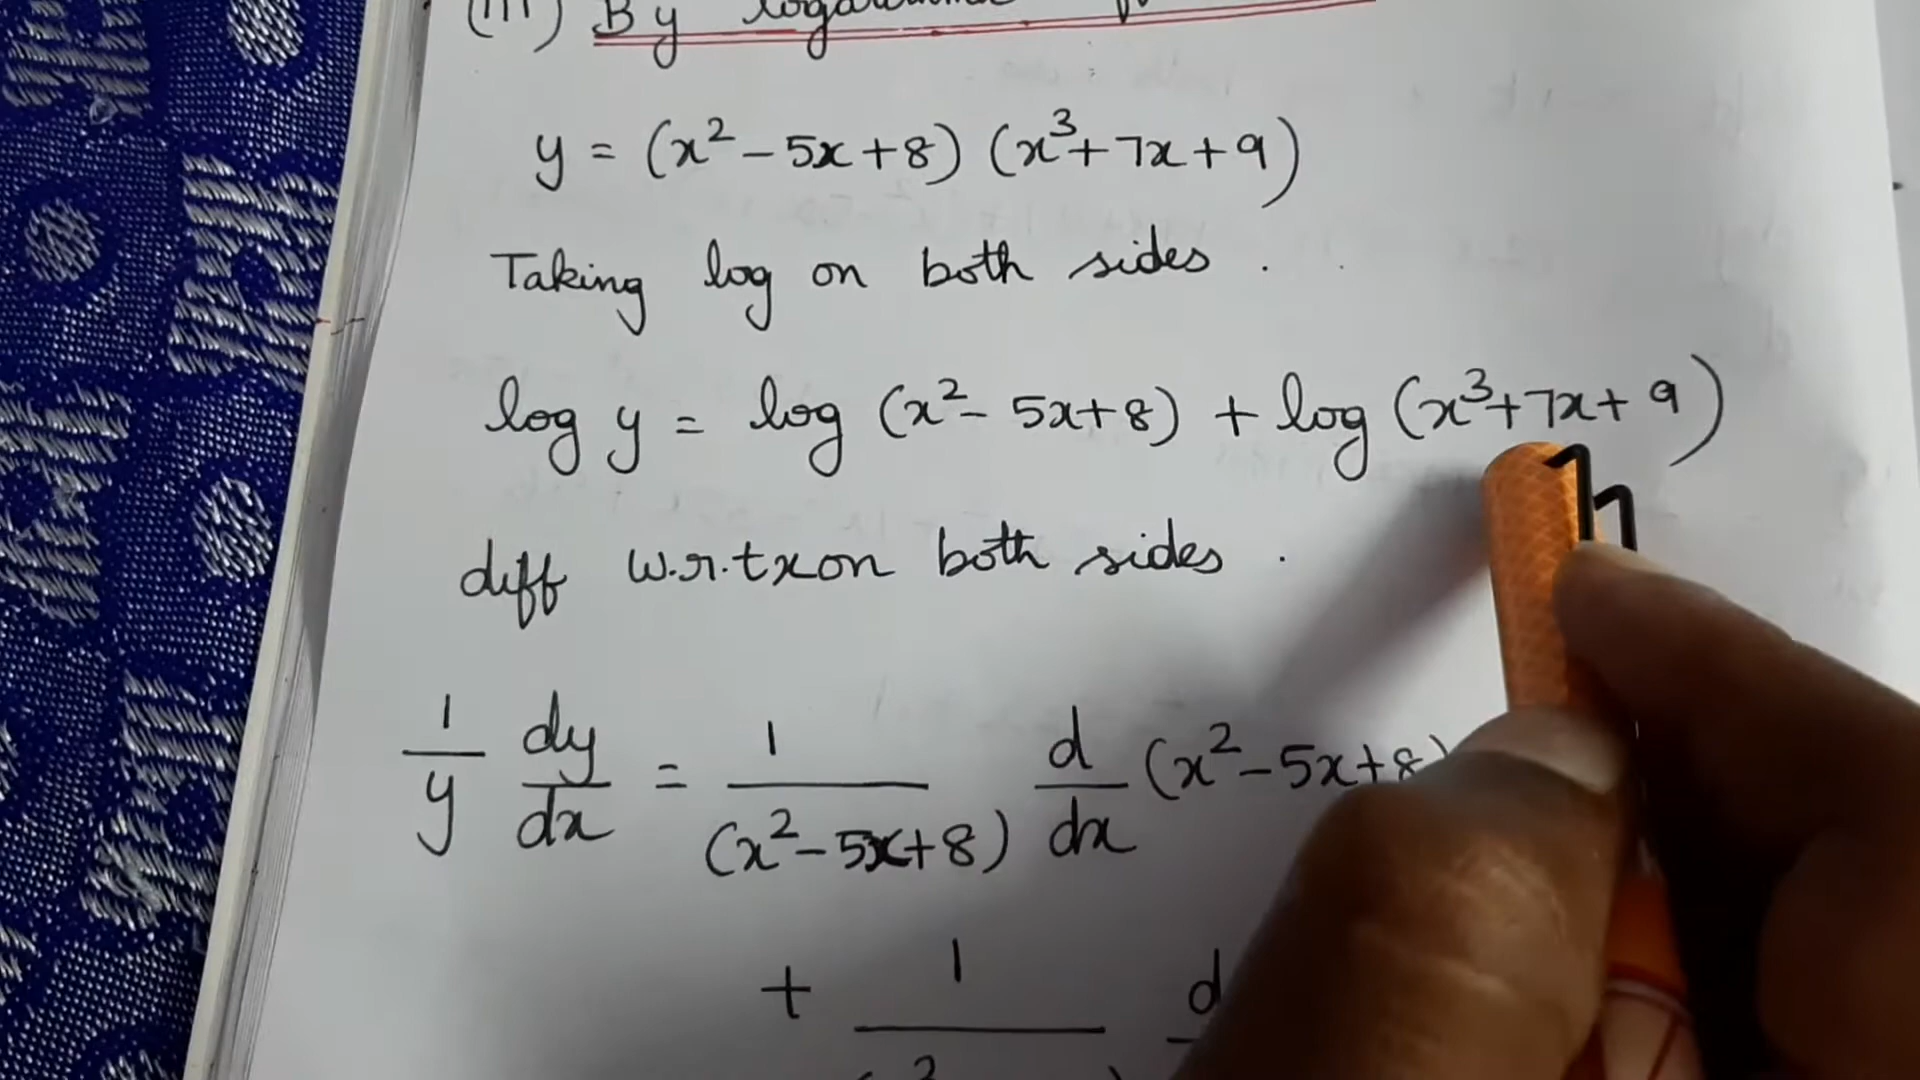 (iii) By
y = (x² - 5x + 8) (x³ + 7x + 9)
Taking log on both sides .
log y = log (x² - 5x + 8) + log (x³ + 7x + 9)
diff w.r.t x on both sides .
1/y dy/dx = 1/(x² - 5x + 8) d/dx (x² - 5x + 8)
+ 1 d